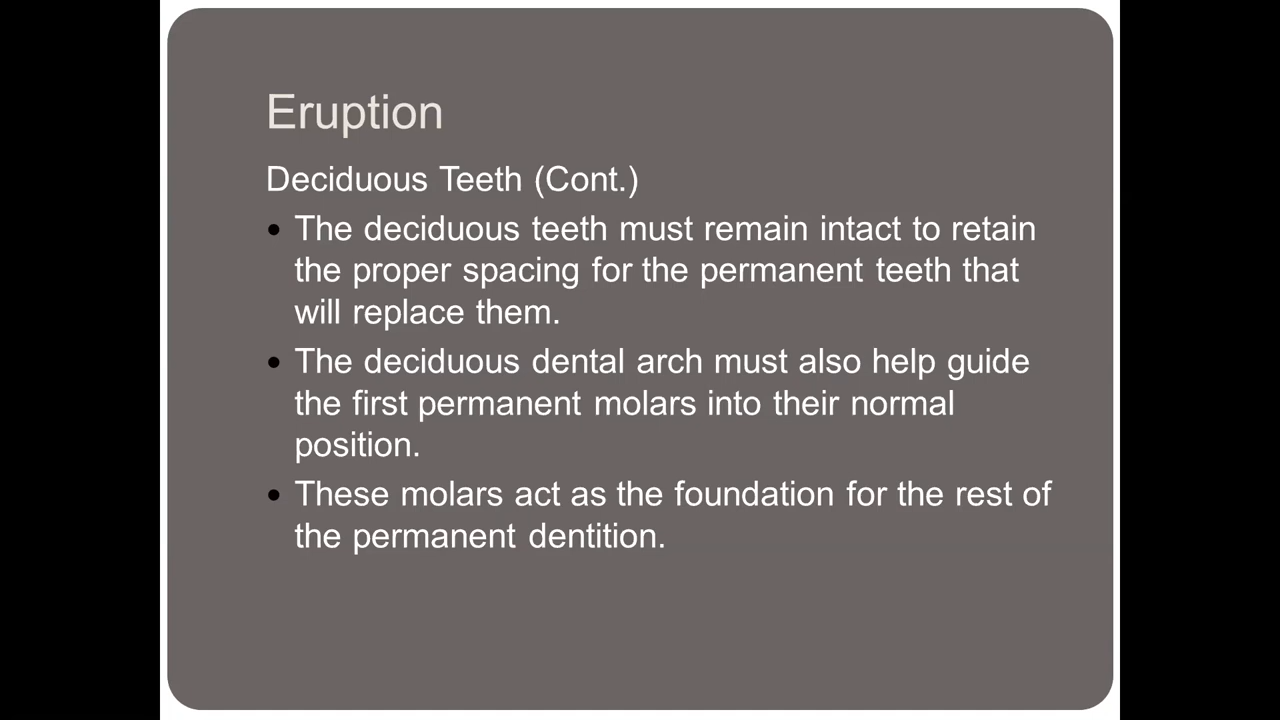 Eruption
Deciduous Teeth (Cont.)
• The deciduous teeth must remain intact to retain
the proper spacing for the permanent teeth that
will replace them.
• The deciduous dental arch must also help guide
the first permanent molars into their normal
position.
• These molars act as the foundation for the rest of
the permanent dentition.